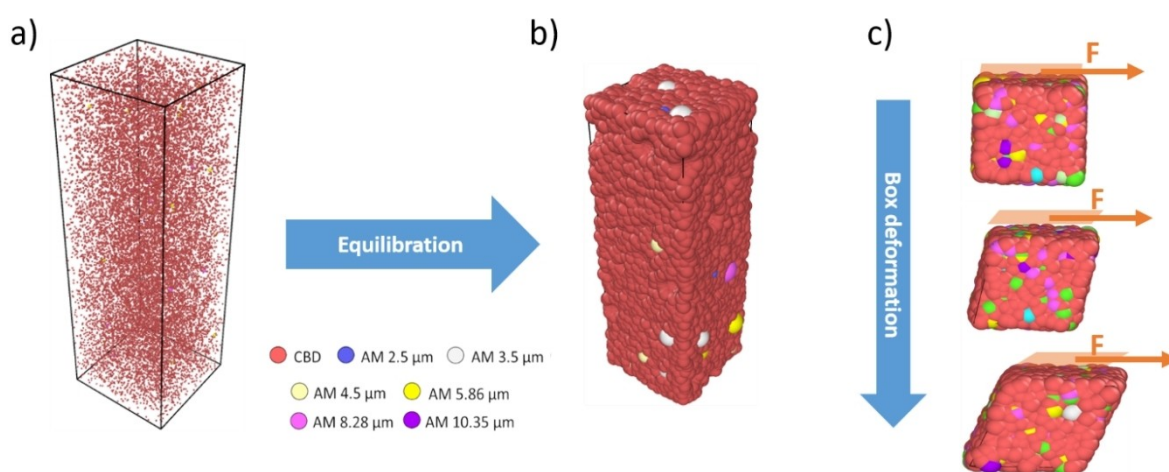 a)
b)
c)
F
Equilibration
Box deformation
F
F
CBD AM 2.5 µm AM 3.5 µm
AM 4.5 µm AM 5.86 µm
AM 8.28 µm AM 10.35 µm